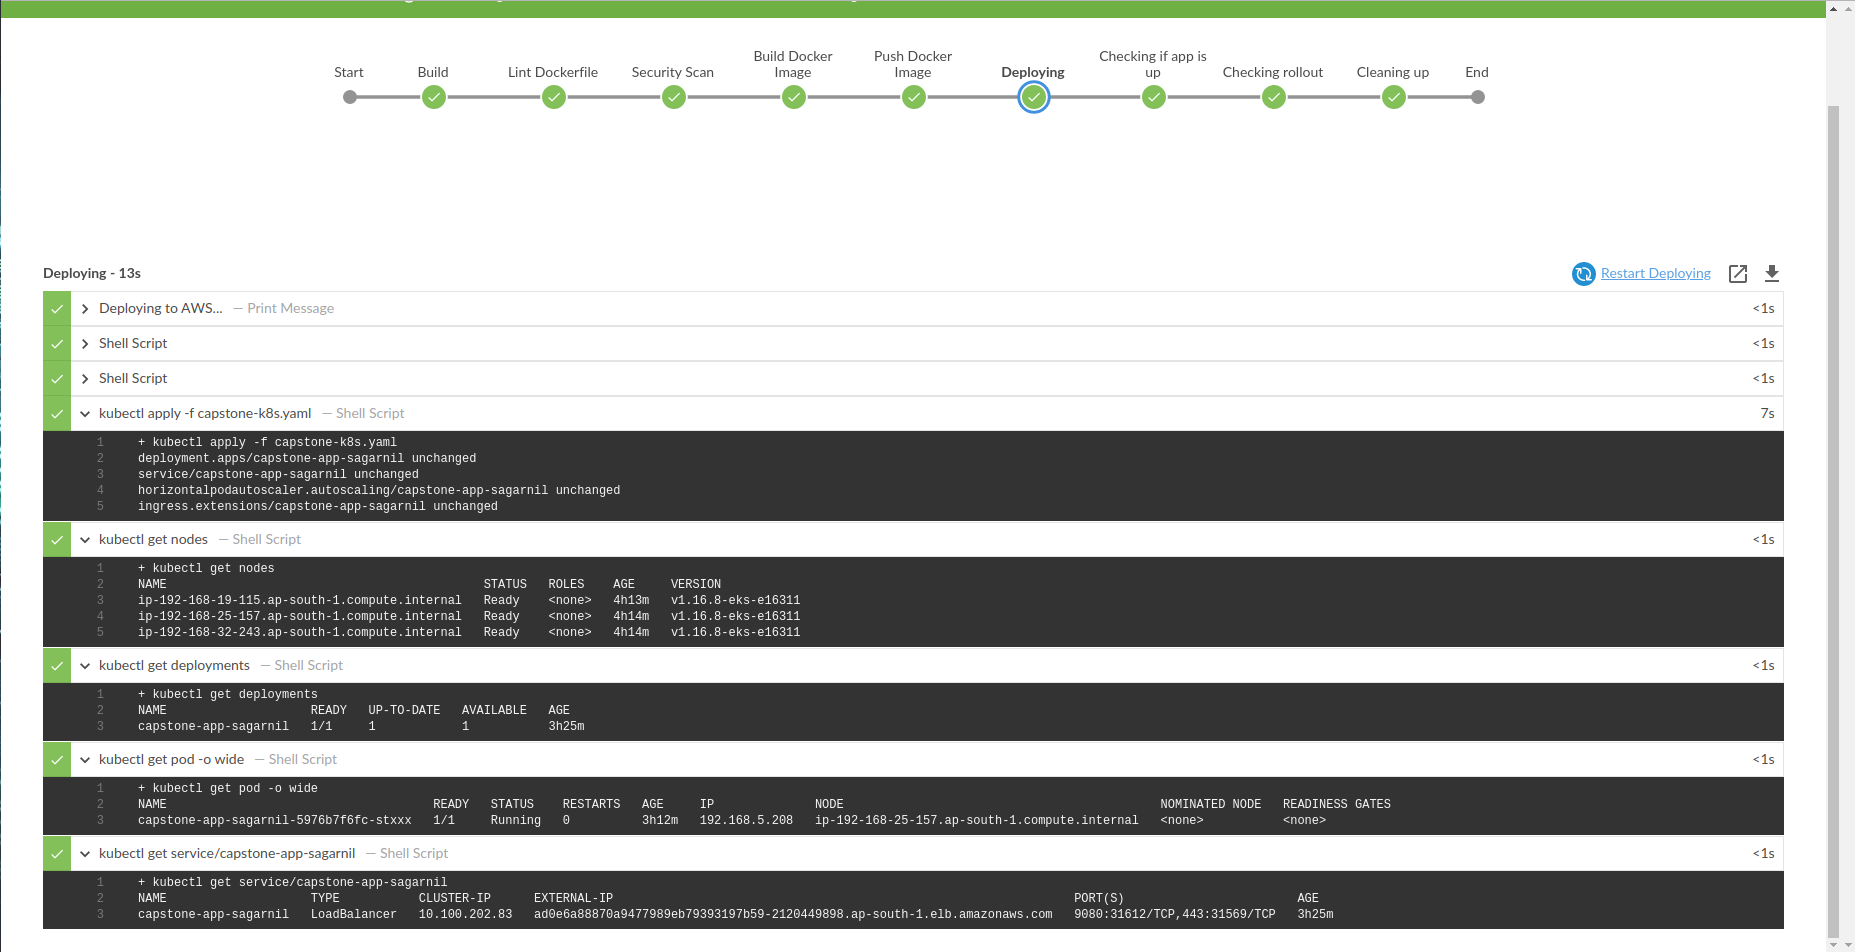 Start
Build
Lint Dockerfile
Security Scan
Build Docker
Image
Push Docker
Image
Deploying
Checking if app is
up
Checking rollout
Cleaning up
End
Deploying - 13s
Restart Deploying
Deploying to AWS... — Print Message <1s
Shell Script <1s
Shell Script <1s
kubectl apply -f capstone-k8s.yaml — Shell Script 7s
1 + kubectl apply -f capstone-k8s.yaml
2 deployment.apps/capstone-app-sagarnil unchanged
3 service/capstone-app-sagarnil unchanged
4 horizontalpodautoscaler.autoscaling/capstone-app-sagarnil unchanged
5 ingress.extensions/capstone-app-sagarnil unchanged
kubectl get nodes — Shell Script <1s
1 + kubectl get nodes
2 NAME STATUS ROLES AGE VERSION
3 ip-192-168-19-115.ap-south-1.compute.internal Ready <none> 4h13m v1.16.8-eks-e16311
4 ip-192-168-25-157.ap-south-1.compute.internal Ready <none> 4h14m v1.16.8-eks-e16311
5 ip-192-168-32-243.ap-south-1.compute.internal Ready <none> 4h14m v1.16.8-eks-e16311
kubectl get deployments — Shell Script <1s
1 + kubectl get deployments
2 NAME READY UP-TO-DATE AVAILABLE AGE
3 capstone-app-sagarnil 1/1 1 1 3h25m
kubectl get pod -o wide — Shell Script <1s
1 + kubectl get pod -o wide
2 NAME READY STATUS RESTARTS AGE IP NODE NOMINATED NODE READINESS GATES
3 capstone-app-sagarnil-5976b7f6fc-stxxx 1/1 Running 0 3h12m 192.168.5.208 ip-192-168-25-157.ap-south-1.compute.internal <none> <none>
kubectl get service/capstone-app-sagarnil — Shell Script <1s
1 + kubectl get service/capstone-app-sagarnil
2 NAME TYPE CLUSTER-IP EXTERNAL-IP PORT(S) AGE
3 capstone-app-sagarnil LoadBalancer 10.100.202.83 ad0e6a88870a9477989eb79393197b59-2120449898.ap-south-1.elb.amazonaws.com 9080:31612/TCP,443:31569/TCP 3h25m